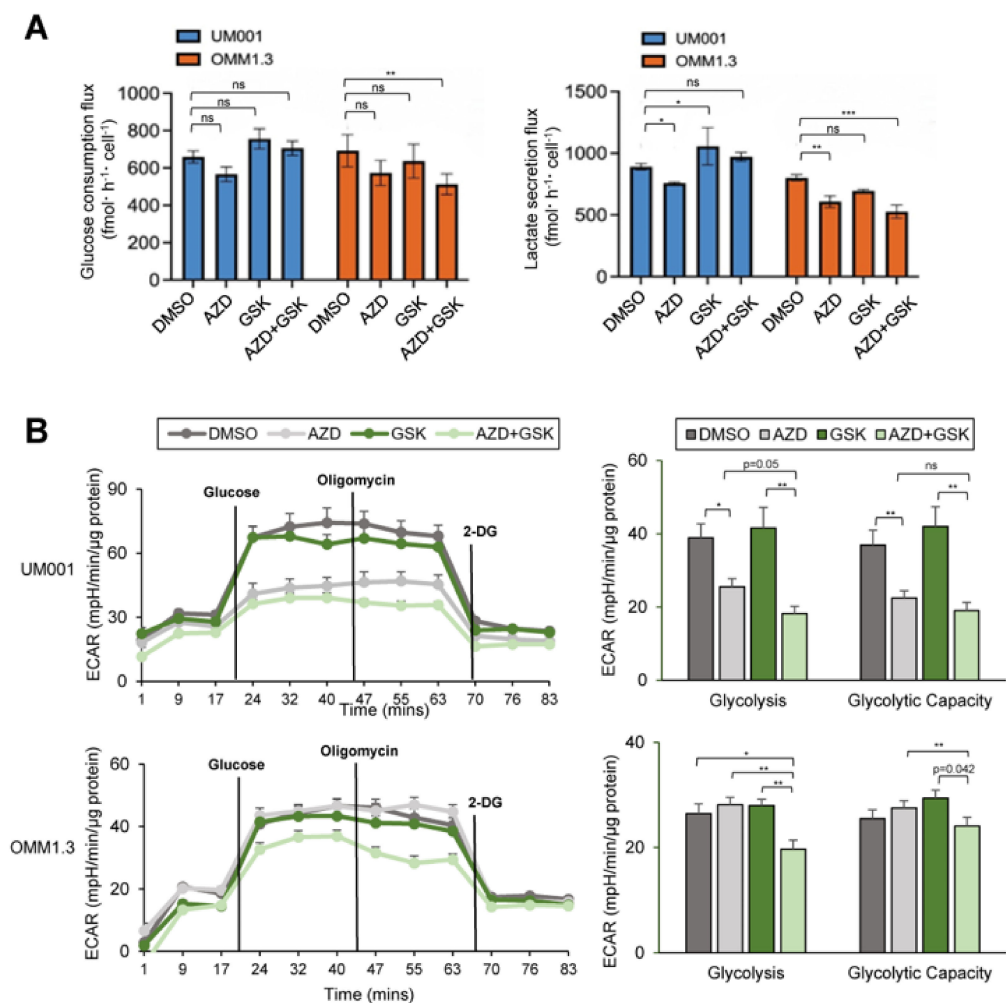 A
UM001
OMM1.3
Glucose consumption flux
(fmol· h⁻¹· cell⁻¹)
1000
800
600
400
200
0
ns
ns
ns
**
ns
ns
DMSO
AZD
GSK
AZD+GSK
DMSO
AZD
GSK
AZD+GSK
UM001
OMM1.3
Lactate secretion flux
(fmol· h⁻¹· cell⁻¹)
1500
1000
500
0
ns
*
*
***
ns
**
DMSO
AZD
GSK
AZD+GSK
DMSO
AZD
GSK
AZD+GSK
B
DMSO AZD GSK AZD+GSK
UM001
ECAR (mpH/min/µg protein)
90
60
30
0
Glucose
Oligomycin
2-DG
1 9 17 24 32 40 47 55 63 70 76 83
Time (mins)
DMSO AZD GSK AZD+GSK
ECAR (mpH/min/µg protein)
60
40
20
0
p=0.05
*
**
ns
**
**
Glycolysis Glycolytic Capacity
OMM1.3
ECAR (mpH/min/µg protein)
60
40
20
0
Glucose
Oligomycin
2-DG
1 9 17 24 32 40 47 55 63 70 76 83
Time (mins)
ECAR (mpH/min/µg protein)
40
20
0
*
**
**
**
p=0.042
Glycolysis Glycolytic Capacity